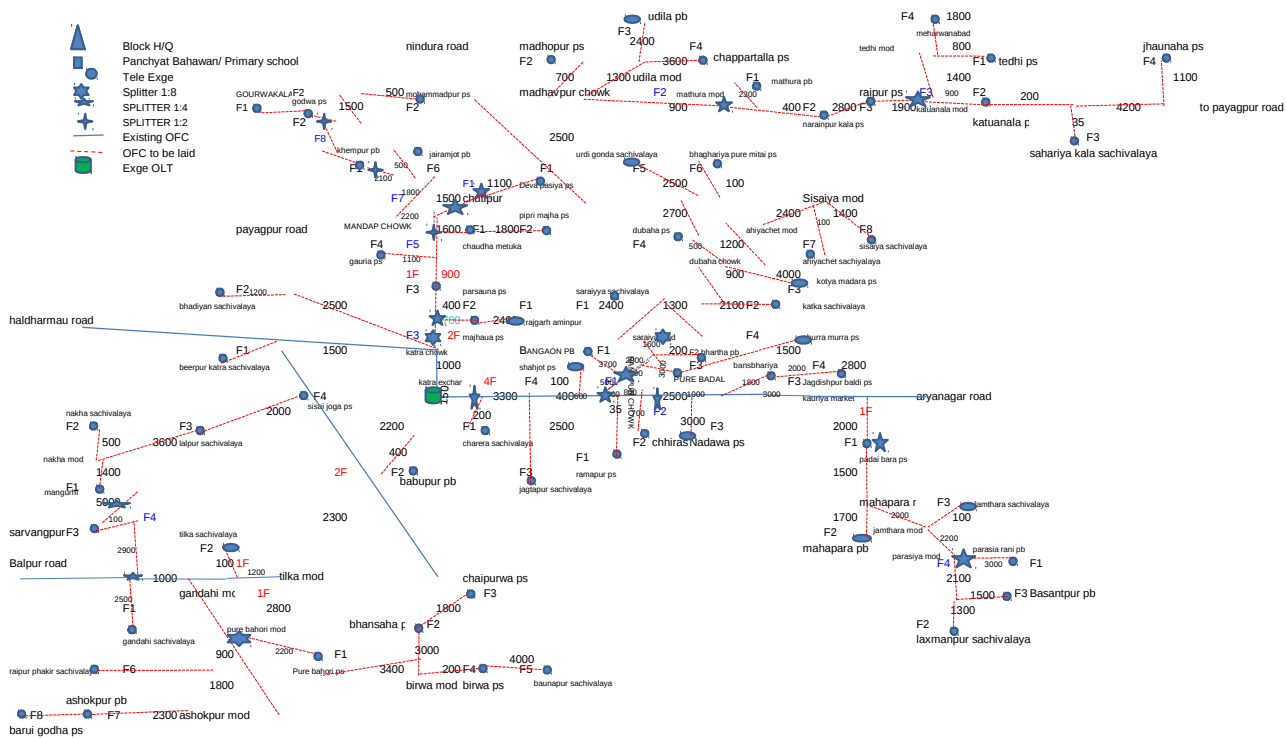 Block H/Q
Panchyat Bahawan/ Primary school
Tele Exge
Splitter 1:8
SPLITTER 1:4
SPLITTER 1:2
Existing OFC
OFC to be laid
Exge OLT
nindura road
madhopur ps
F2
700
udila pb
F3
2400
1300
udila mod
F4
3600
chappartalla ps
madhavpur chowk
F2
900
mathura mod
2200
F1
mathura pb
400
F2
2800
narainpur kala ps
raipur ps
F3
1900
F3
katuanala mod
900
1400
tedhi mod
F4
1800
meharwanabad
800
F1
tedhi ps
F2
katuanala p
200
35
F3
sahariya kala sachivalaya
4200
jhaunaha ps
F4
1100
to payagpur road
GOURWAKALA
F2
F1
godwa ps
F2
1500
F8
500
mohammadpur ps
F2
2500
khempur pb
F1
2100
500
jairamjot pb
F6
1800
F7
2200
F1
1100
F1
Deva pasiya ps
1500
chutipur
MANDAP CHOWK
1600
F1
1800
F2
pipri majha ps
chaudha metuka
F5
payagpur road
F4
gauria ps
1100
1F
900
F3
parsauna ps
400
F2
2400
F1
rajgarh aminpur
majhaua ps
F3
2F
katra chowk
1000
katra exchar
1500
urdi gonda sachivalaya
F5
2500
bhaghariya pure mitai ps
F6
100
2700
dubaha ps
F4
500
1200
dubaha chowk
900
4000
F3
kotya madara ps
2100
F2
katka sachivalaya
Sisaiya mod
2400
1400
100
ahiyachet mod
F8
sisaiya sachivalaya
F7
ahiyachet sachiyalaya
saraiyya sachivalaya
F1
2400
1300
F2
1200
bhadiyan sachivalaya
2500
haldharmau road
F1
beerpur katra sachivalaya
1500
F4
sisai joga ps
2000
BANGAON PB
F1
3700
shahjot ps
100
400
600
4F
3300
F4
200
F1
charera sachivalaya
2500
F3
jagtapur sachivalaya
F1
35
F1
ramapur ps
800
700
CHOWK
F2
chhiras
F2
2500
3000
F3
Nadawa ps
1000
1600
200
3000
F2
bhartha pb
F3
PURE BADAL
F4
1500
murra ps
bansbhariya
2000
F4
2800
1800
F3
Jagdishpur baldi ps
3000
kauriya market
aryanagar road
1F
2000
F1
padai bara ps
1500
mahapara r
2000
1700
F2
mahapara pb
F3
jamthara sachivalaya
100
jamthara mod
2200
parasiya mod
F4
3000
parasia rani pb
F1
2100
1500
F3
Basantpur pb
1300
F2
laxmanpur sachivalaya
nakha sachivalaya
F2
500
nakha mod
3600
F3
lalpur sachivalaya
1400
F1
100
F4
sarvangpur
F3
2900
Balpur road
1000
2500
F1
gandahi sachivalaya
tilka sachivalaya
F2
100
1F
1200
tilka mod
1F
2800
pure bahori mod
900
2200
F1
Pure bahori ps
raipur phakir sachivalaya
F6
1800
ashokpur pb
F8
F7
2300
ashokpur mod
barui godha ps
2200
400
2F
F2
babupur pb
2300
chaipurwa ps
F3
1800
bhansaha p
F2
3000
3400
200
F4
4000
F5
birwa mod
birwa ps
baunapur sachivalaya